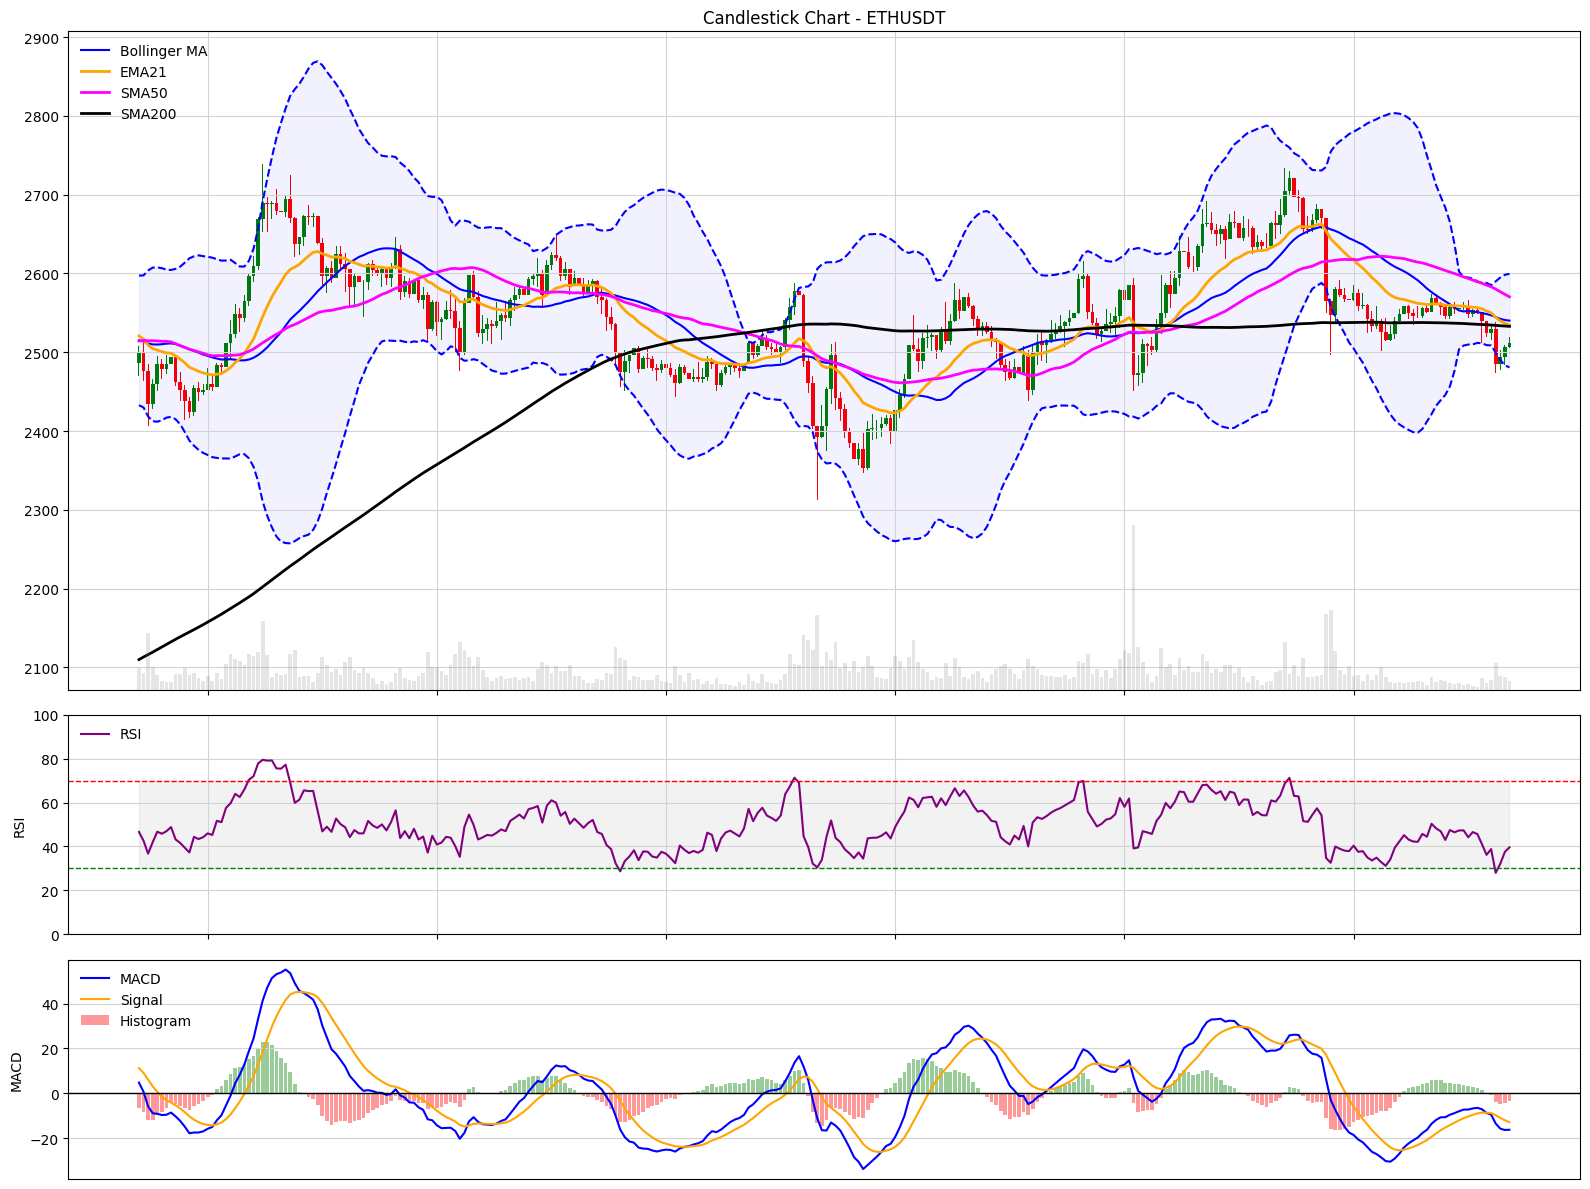 Candlestick Chart - ETHUSDT
2900
2800
2700
2600
2500
2400
2300
2200
2100
Bollinger MA
EMA21
SMA50
SMA200
100
80
60
40
20
0
RSI
RSI
40
20
0
−20
MACD
MACD
Signal
Histogram